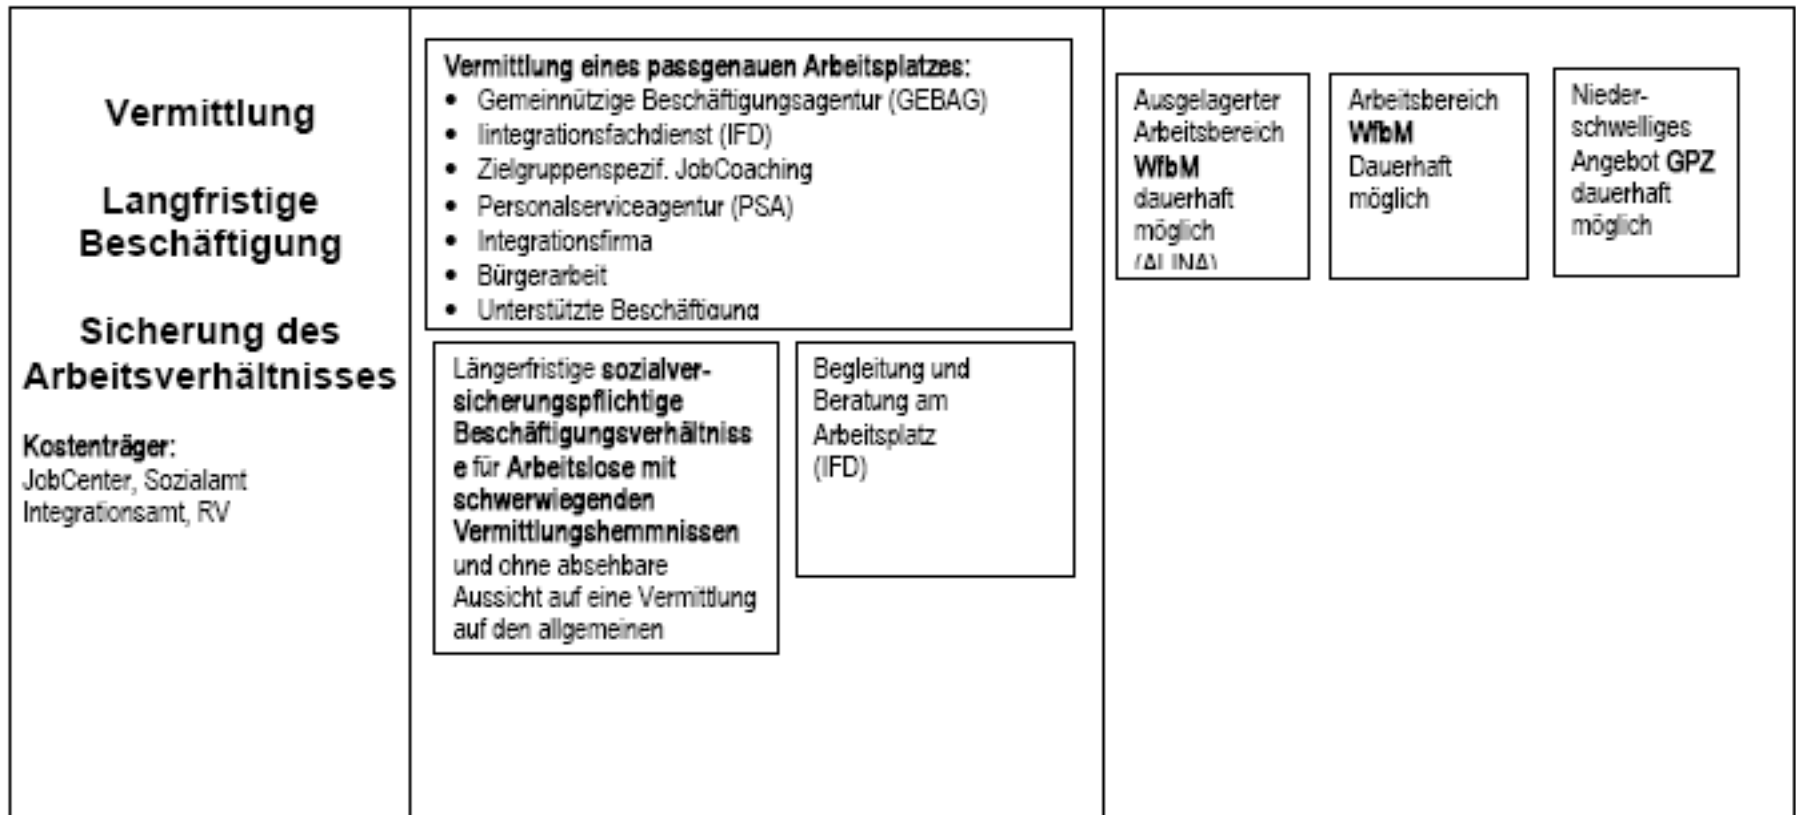 Vermittlung
Langfristige
Beschäftigung
Sicherung des
Arbeitsverhältnisses
Kostenträger:
JobCenter, Sozialamt
Integrationsamt, RV
Vermittlung eines passgenauen Arbeitsplatzes:
• Gemeinnützige Beschäftigungsagentur (GEBAG)
• Iintegrationsfachdienst (IFD)
• Zielgruppenspezif. JobCoaching
• Personalserviceagentur (PSA)
• Integrationsfirma
• Bürgerarbeit
• Unterstützte Beschäftigung
Längerfristige sozialver-
sicherungspflichtige
Beschäftigungsverhältniss
e für Arbeitslose mit
schwerwiegenden
Vermittlungshemmnissen
und ohne absehbare
Aussicht auf eine Vermittlung
auf den allgemeinen
Begleitung und
Beratung am
Arbeitsplatz
(IFD)
Ausgelagerter
Arbeitsbereich
WfbM
dauerhaft
möglich
(ALINA)
Arbeitsbereich
WfbM
Dauerhaft
möglich
Nieder-
schwelliges
Angebot GPZ
dauerhaft
möglich